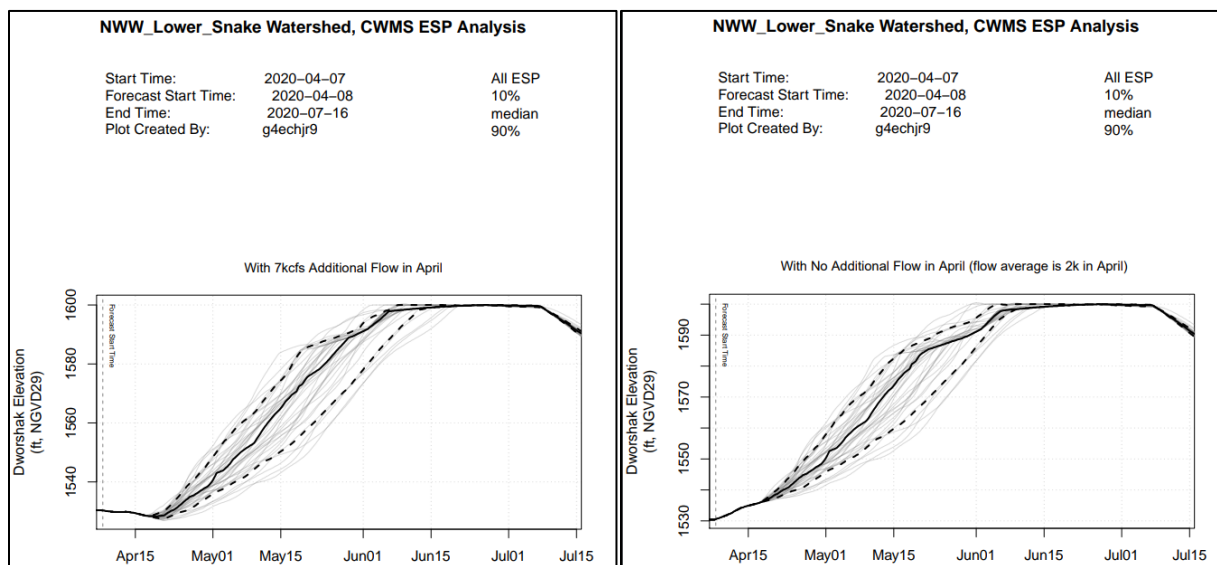 NWW_Lower_Snake Watershed, CWMS ESP Analysis
Start Time: 2020−04−07 All ESP
Forecast Start Time: 2020−04−08 10%
End Time: 2020−07−16 median
Plot Created By: g4echjr9 90%
With 7kcfs Additional Flow in April
Dworshak Elevation
(ft, NGVD29)
1600
1580
1560
1540
Forecast Start Time
Apr15 May01 May15 Jun01 Jun15 Jul01 Jul15
NWW_Lower_Snake Watershed, CWMS ESP Analysis
Start Time: 2020−04−07 All ESP
Forecast Start Time: 2020−04−08 10%
End Time: 2020−07−16 median
Plot Created By: g4echjr9 90%
With No Additional Flow in April (flow average is 2k in April)
Dworshak Elevation
(ft, NGVD29)
1590
1570
1550
1530
Forecast Start Time
Apr15 May01 May15 Jun01 Jun15 Jul01 Jul15